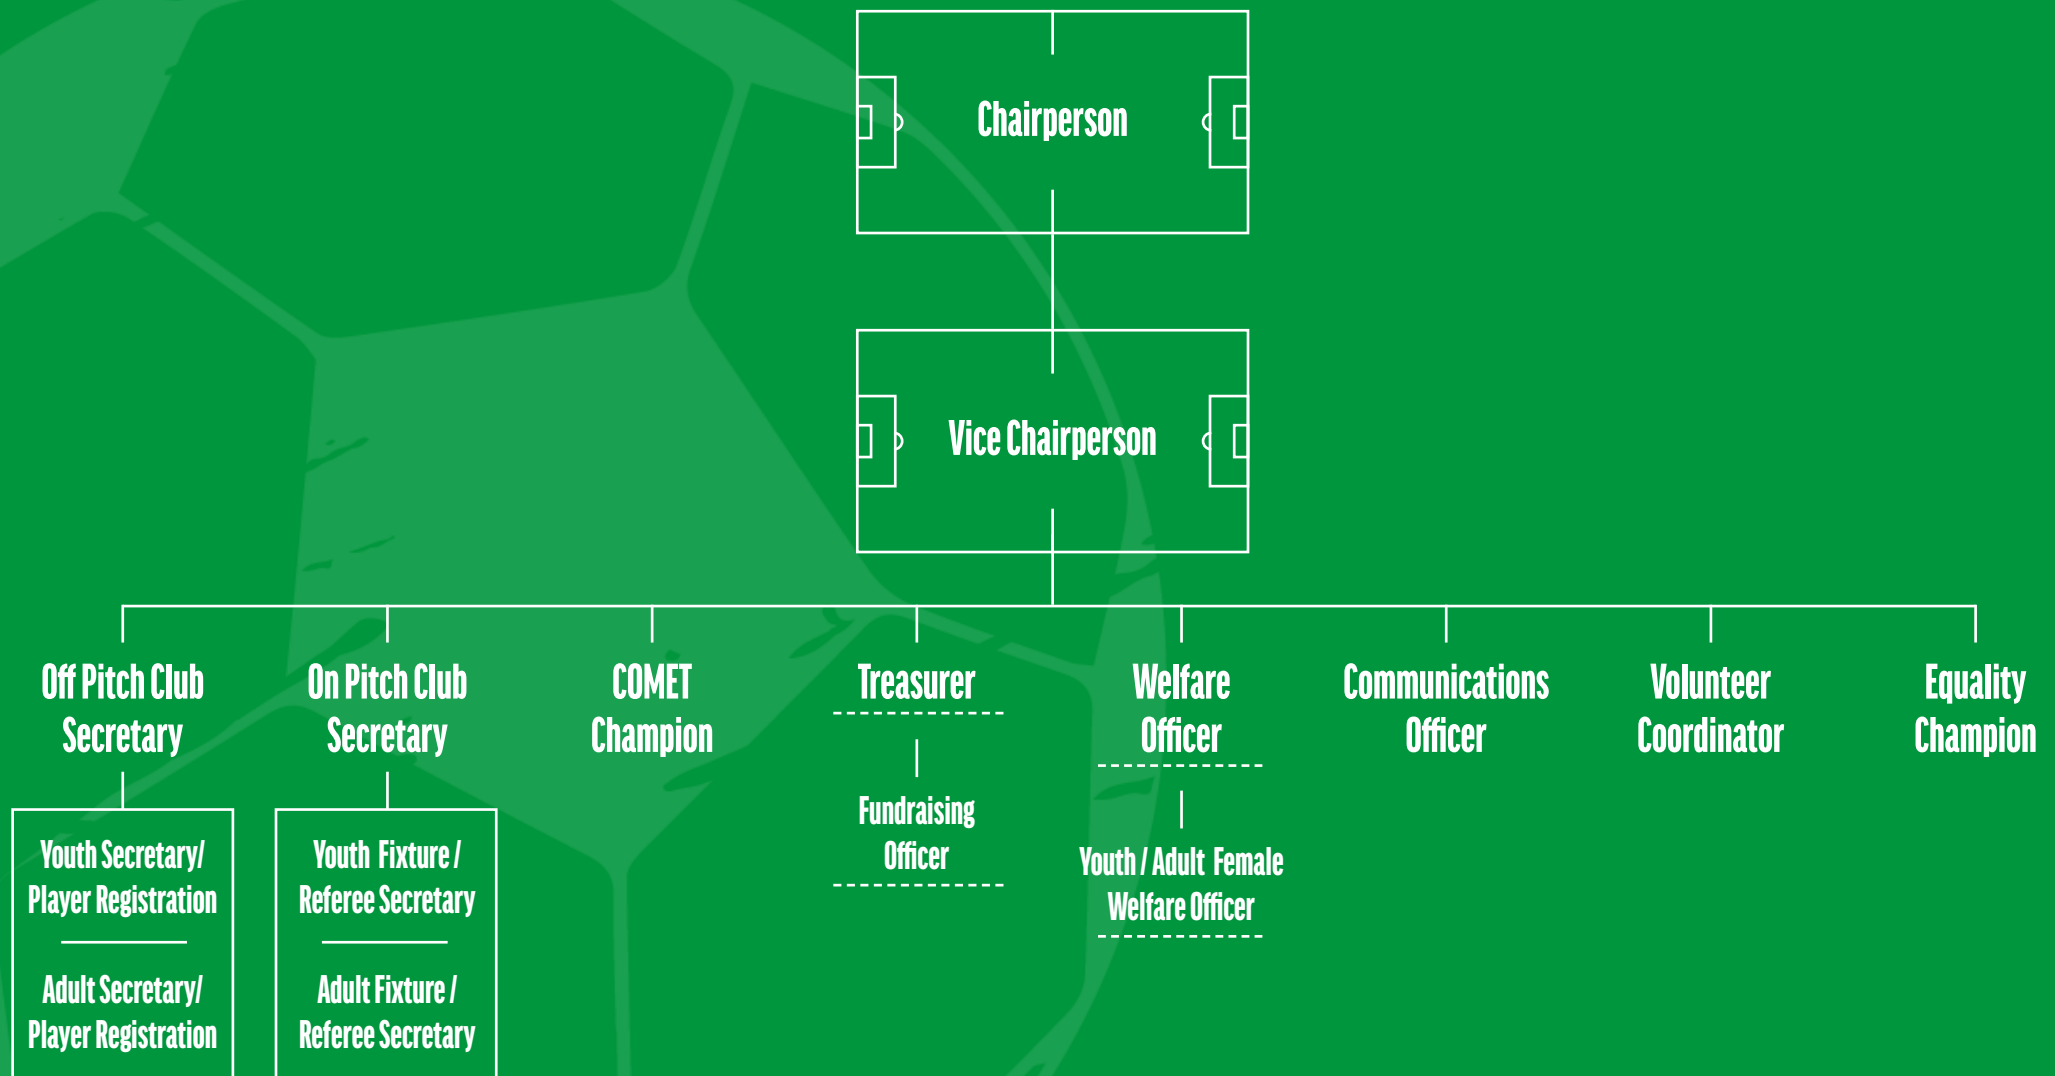 Chairperson
Vice Chairperson
Off Pitch Club
Secretary
On Pitch Club
Secretary
COMET
Champion
Treasurer
Welfare
Officer
Communications
Officer
Volunteer
Coordinator
Equality
Champion
Youth Secretary/
Player Registration
Adult Secretary/
Player Registration
Youth Fixture /
Referee Secretary
Adult Fixture /
Referee Secretary
Fundraising
Officer
Youth / Adult Female
Welfare Officer